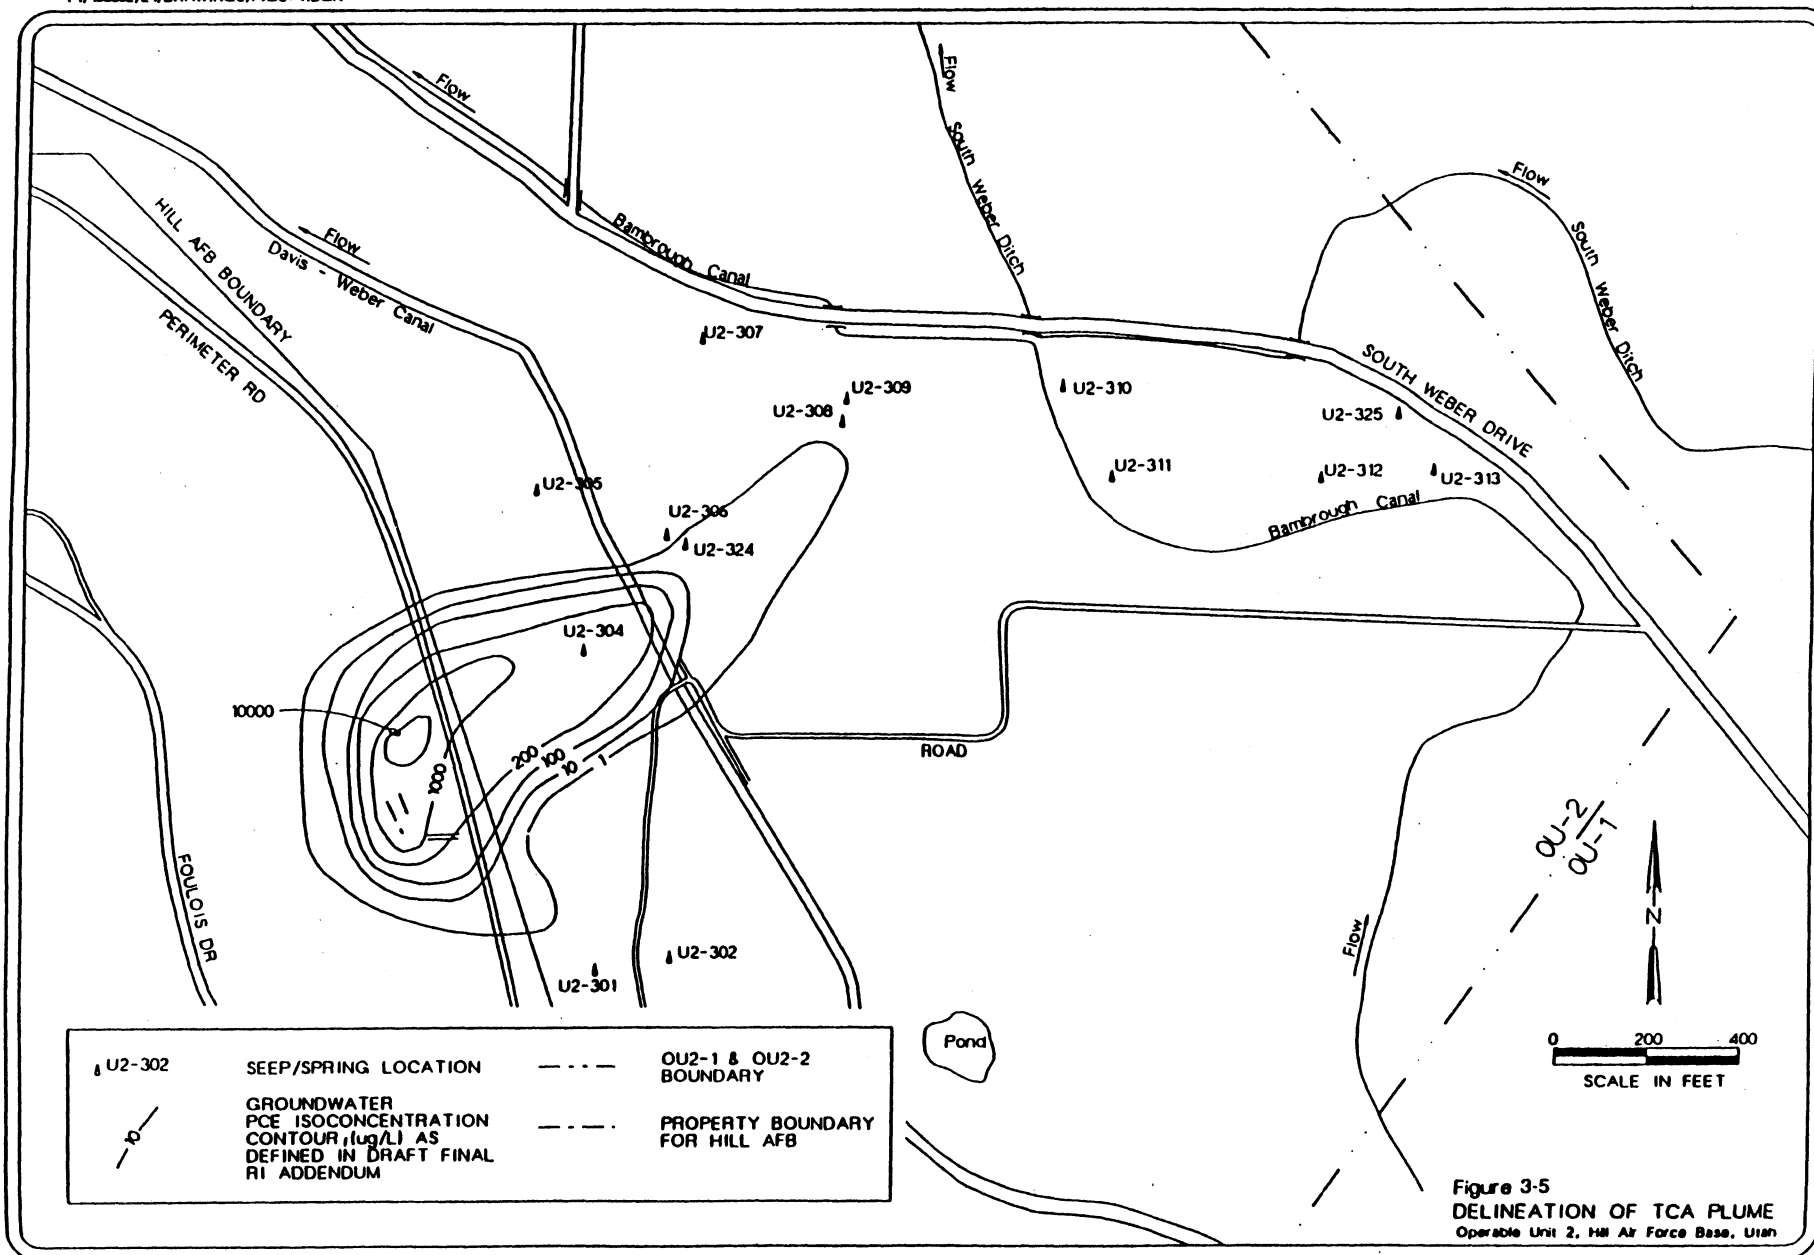 Flow
Flow
South Weber Ditch
Flow
South Weber Ditch
HILL AFB BOUNDARY
Flow
Davis - Weber Canal
Bambrough Canal
PERIMETER RD
U2-307
U2-309
U2-308
U2-310
SOUTH WEBER DRIVE
U2-325
U2-311
U2-312
U2-313
Bambrough Canal
U2-305
U2-306
U2-324
U2-304
10000
1000
200
100
10
1
ROAD
FOULOIS DR
OU-2
OU-1
Flow
N
U2-302
U2-301
Pond
0 200 400
SCALE IN FEET
U2-302
SEEP/SPRING LOCATION
10
GROUNDWATER
PCE ISOCONCENTRATION
CONTOUR, (ug/L) AS
DEFINED IN DRAFT FINAL
RI ADDENDUM
OU2-1 & OU2-2
BOUNDARY
PROPERTY BOUNDARY
FOR HILL AFB
Figure 3-5
DELINEATION OF TCA PLUME
Operable Unit 2, Hill Air Force Base, Utah